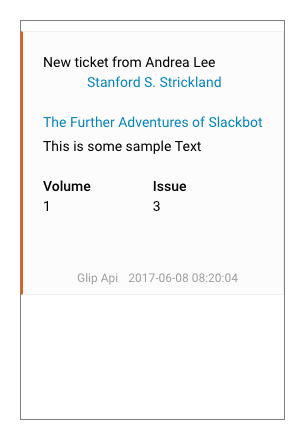 New ticket from Andrea Lee
Stanford S. Strickland
The Further Adventures of Slackbot
This is some sample Text
Volume Issue
1 3
Glip Api 2017-06-08 08:20:04